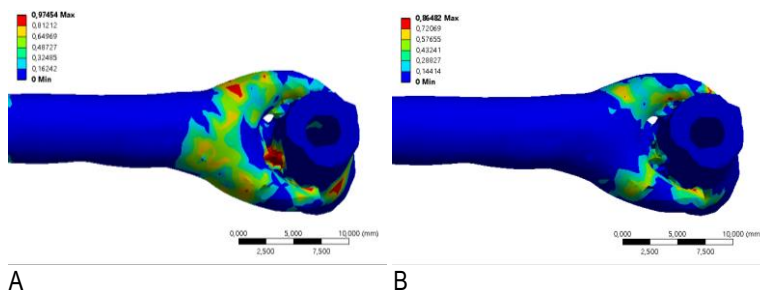 0,97454 Max
0,81212
0,64969
0,48727
0,32485
0,16242
0 Min
0,000 5,000 10,000 (mm)
2,500 7,500
A
0,86482 Max
0,72069
0,57655
0,43241
0,28827
0,14414
0 Min
0,000 5,000 10,000 (mm)
2,500 7,500
B